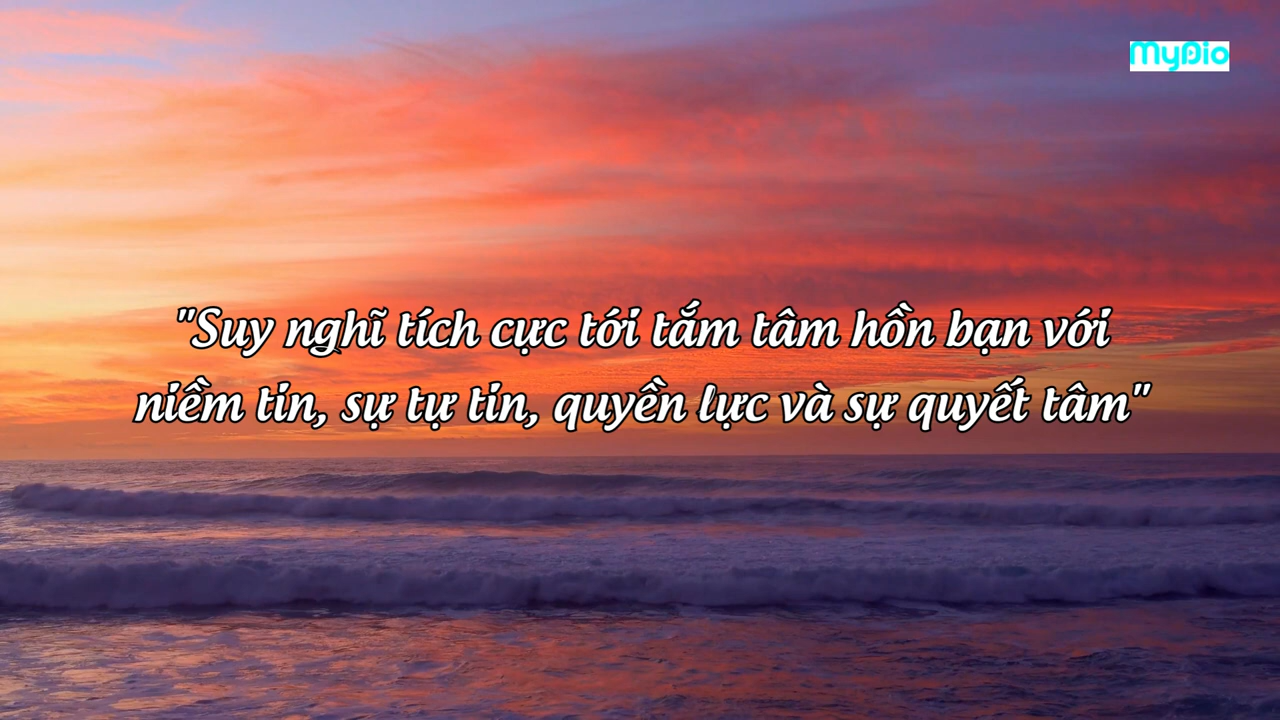 MyDio
"Suy nghĩ tích cực tới tắm tâm hồn bạn với
niềm tin, sự tự tin, quyền lực và sự quyết tâm"